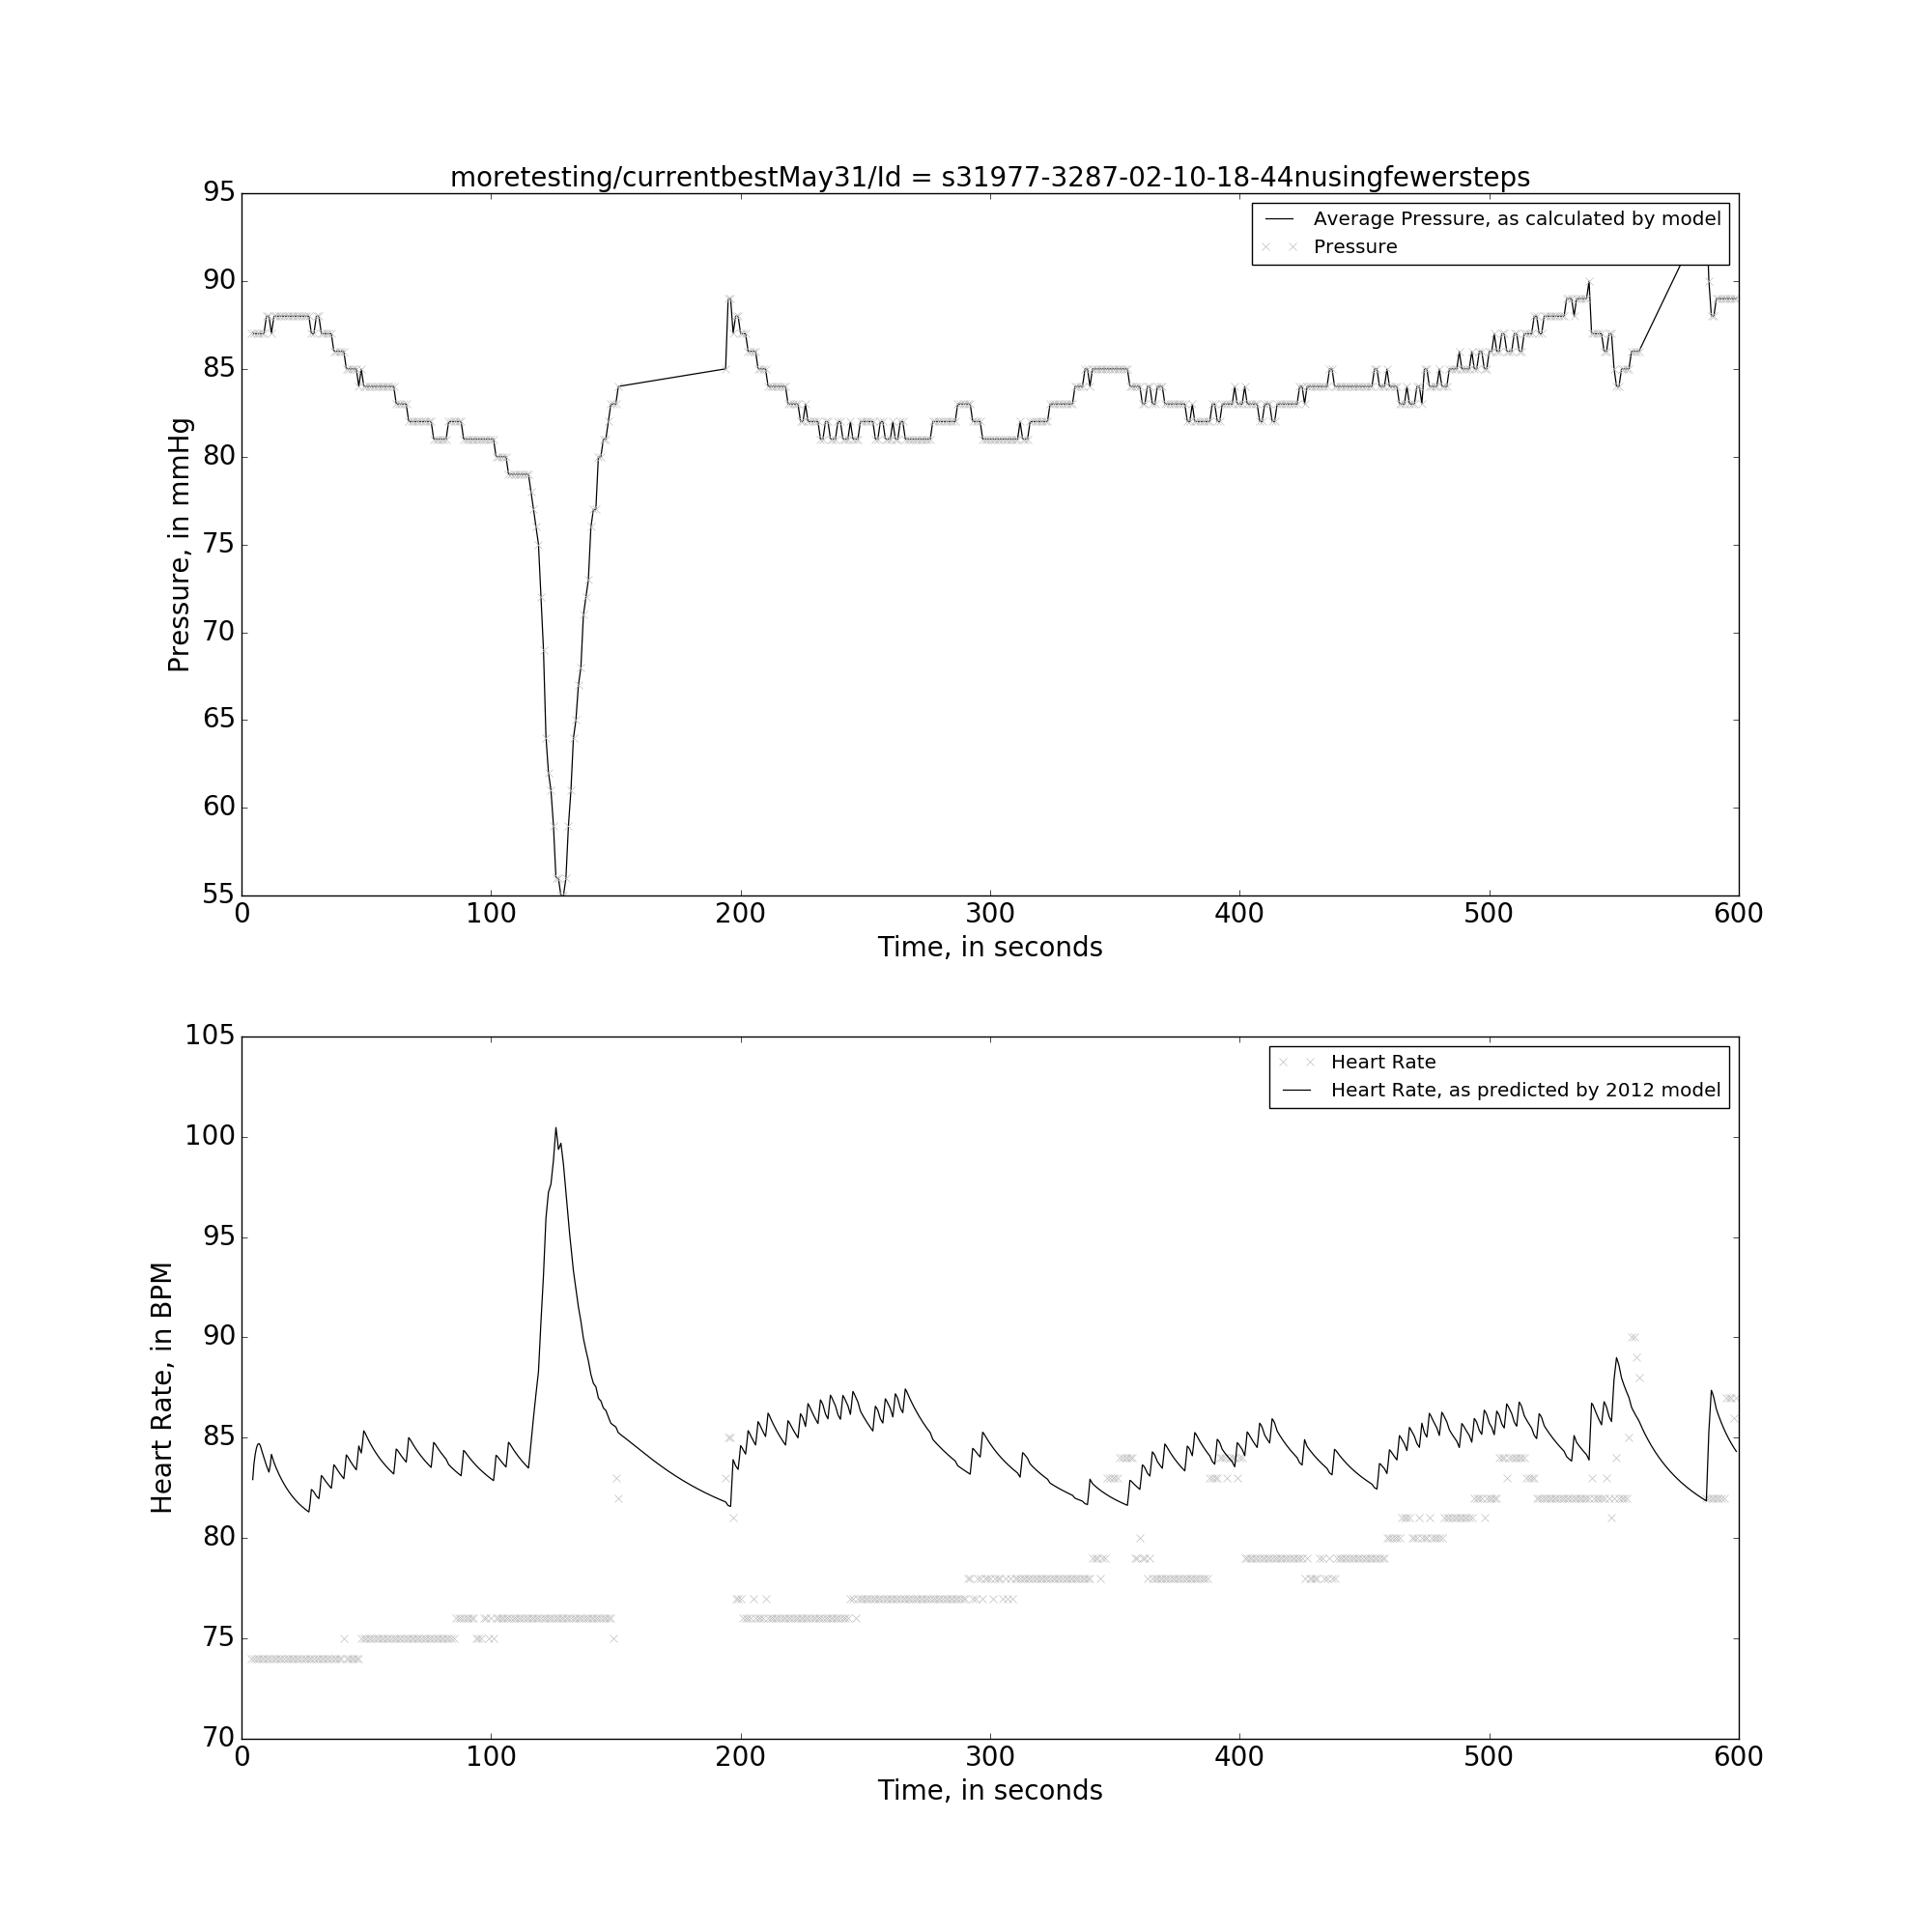 moretesting/currentbestMay31/Id = s31977-3287-02-10-18-44nusingfewersteps
95
90
85
80
75
70
65
60
55
Pressure, in mmHg
Average Pressure, as calculated by model
Pressure
0 100 200 300 400 500 600
Time, in seconds
105
100
95
90
85
80
75
70
Heart Rate, in BPM
Heart Rate
Heart Rate, as predicted by 2012 model
0 100 200 300 400 500 600
Time, in seconds